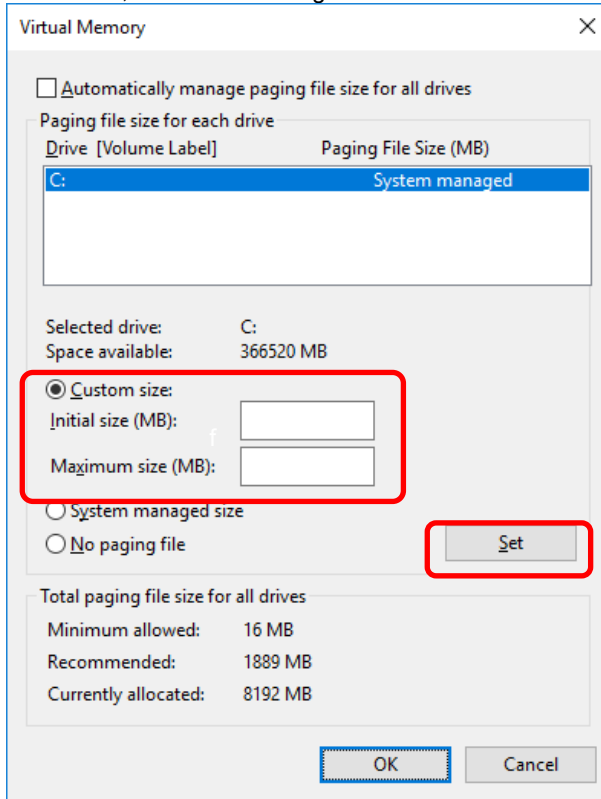 Virtual Memory
Automatically manage paging file size for all drives
Paging file size for each drive
Drive [Volume Label] Paging File Size (MB)
C: System managed
Selected drive: C:
Space available: 366520 MB
Custom size:
Initial size (MB):
f
Maximum size (MB):
System managed size
No paging file
Set
Total paging file size for all drives
Minimum allowed: 16 MB
Recommended: 1889 MB
Currently allocated: 8192 MB
OK Cancel